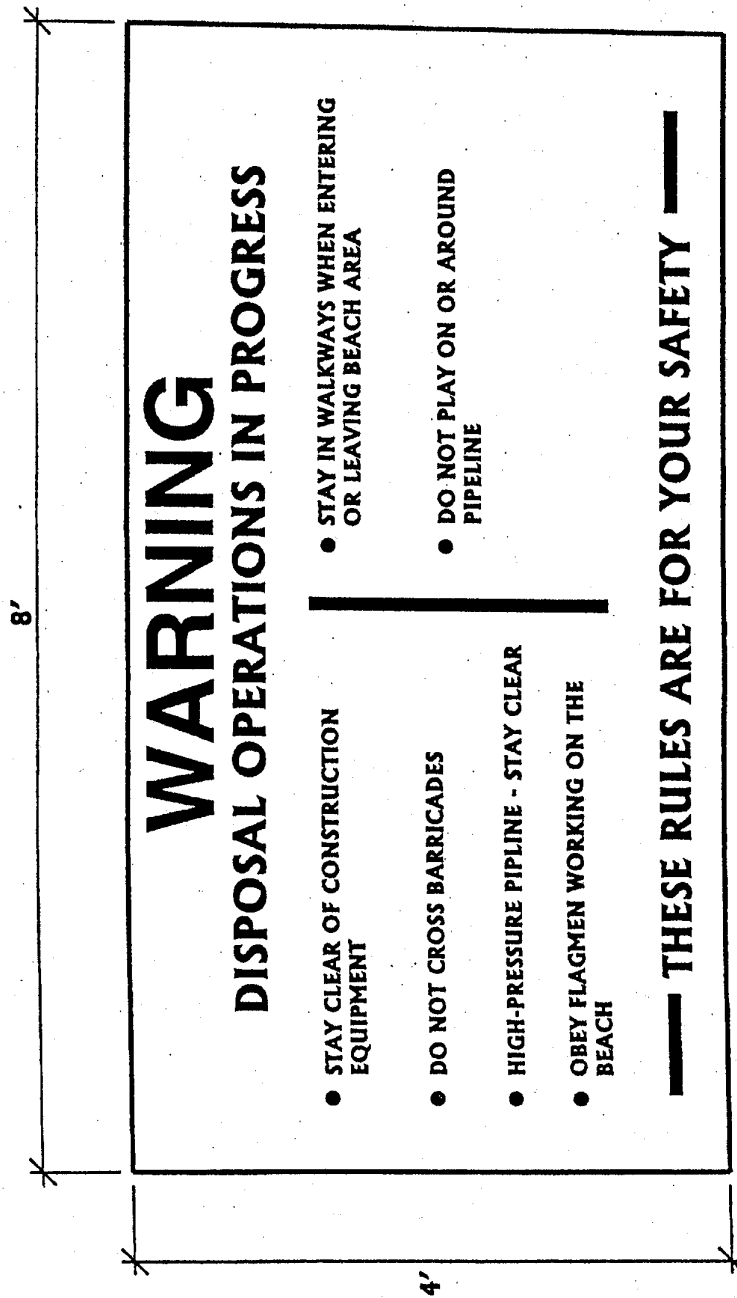 8'
4'
WARNING
DISPOSAL OPERATIONS IN PROGRESS
• STAY CLEAR OF CONSTRUCTION
EQUIPMENT
• DO NOT CROSS BARRICADES
• HIGH-PRESSURE PIPLINE - STAY CLEAR
• OBEY FLAGMEN WORKING ON THE
BEACH
• STAY IN WALKWAYS WHEN ENTERING
OR LEAVING BEACH AREA
• DO NOT PLAY ON OR AROUND
PIPELINE
THESE RULES ARE FOR YOUR SAFETY